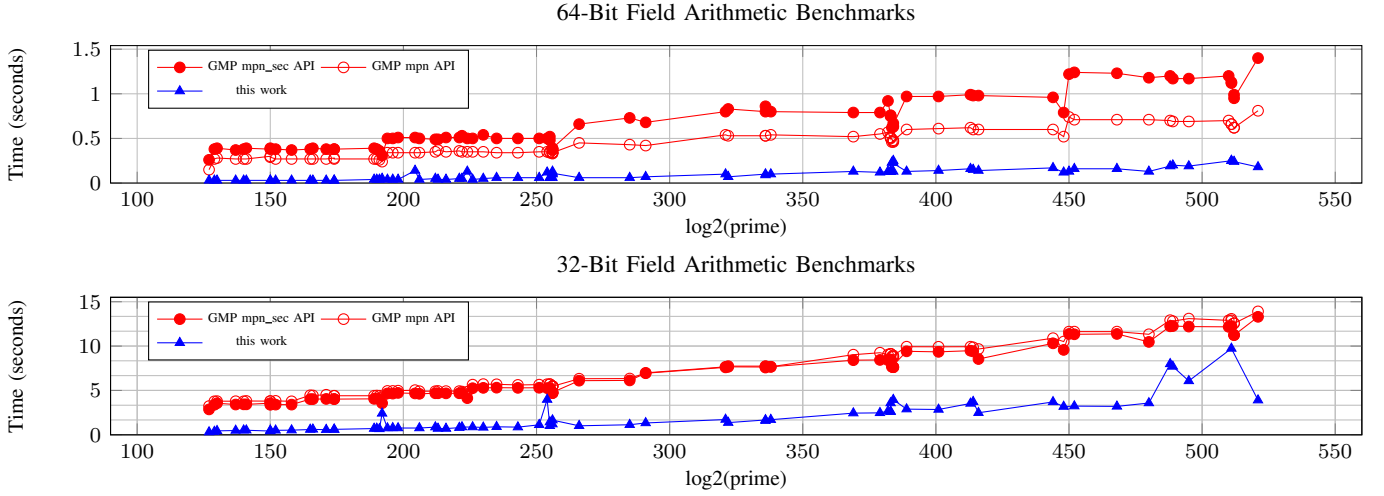 64-Bit Field Arithmetic Benchmarks
Time (seconds)
1.5
1
0.5
0
GMP mpn_sec API GMP mpn API
this work
100 150 200 250 300 350 400 450 500 550
log2(prime)
32-Bit Field Arithmetic Benchmarks
Time (seconds)
15
10
5
0
GMP mpn_sec API GMP mpn API
this work
100 150 200 250 300 350 400 450 500 550
log2(prime)